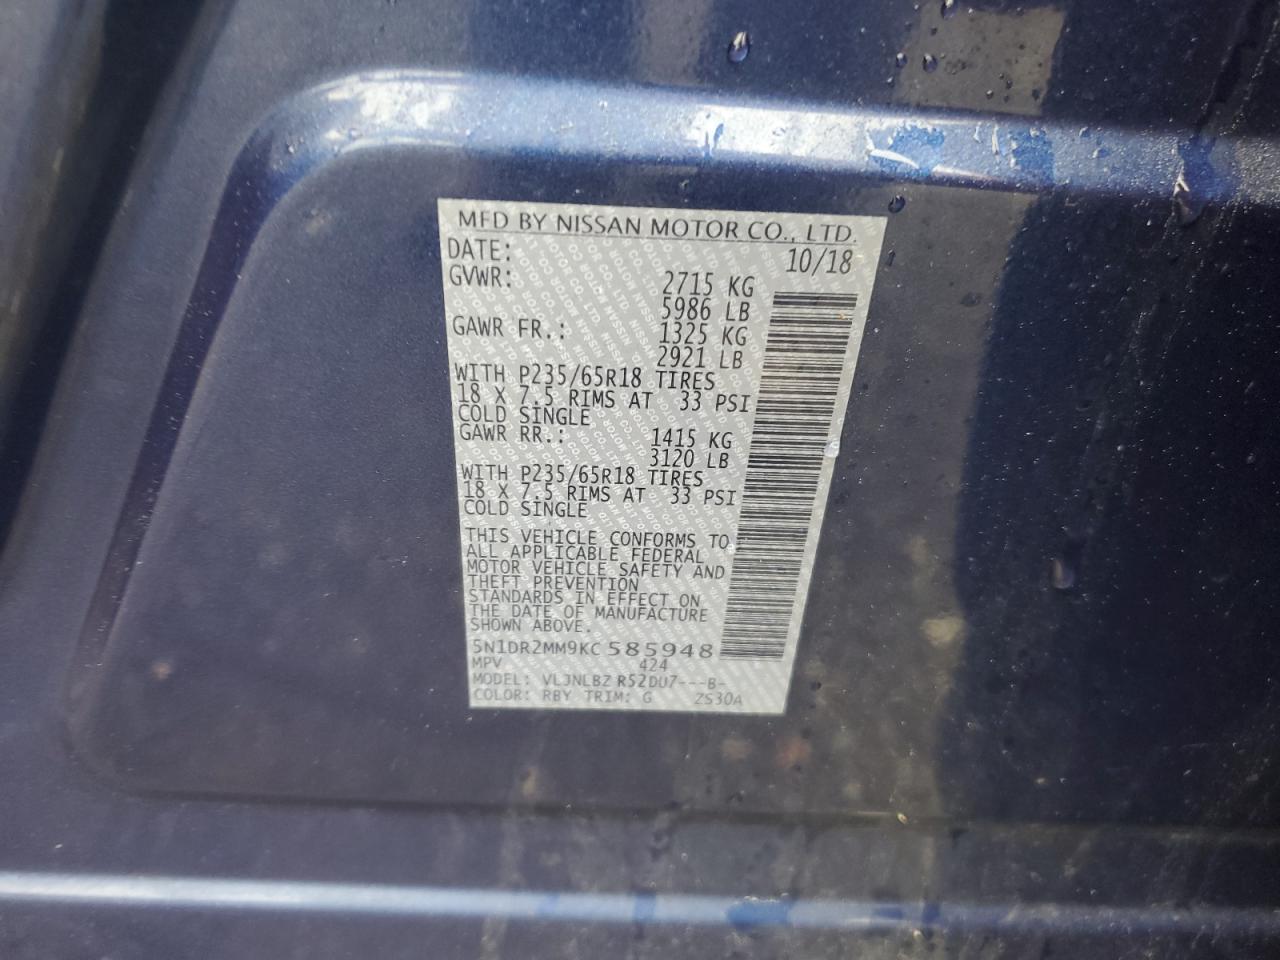 MFD BY NISSAN MOTOR CO., LTD.
DATE: 10/18
GVWR: 2715 KG
5986 LB
GAWR FR.: 1325 KG
2921 LB
WITH P235/65R18 TIRES
18 X 7.5 RIMS AT 33 PSI
COLD SINGLE
GAWR RR.: 1415 KG
3120 LB
WITH P235/65R18 TIRES
18 X 7.5 RIMS AT 33 PSI
COLD SINGLE
THIS VEHICLE CONFORMS TO
ALL APPLICABLE FEDERAL
MOTOR VEHICLE SAFETY AND
THEFT PREVENTION
STANDARDS IN EFFECT ON
THE DATE OF MANUFACTURE
SHOWN ABOVE.
5N1DR2MM9KC585948
MPV 424
MODEL: VLJNLBZ R52DU7---B-
COLOR: RBY TRIM: G ZS30A